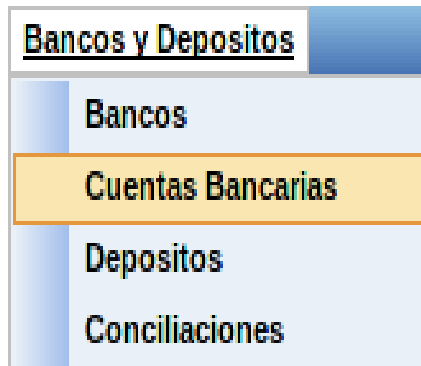 Bancos y Depositos
Bancos
Cuentas Bancarias
Depositos
Conciliaciones